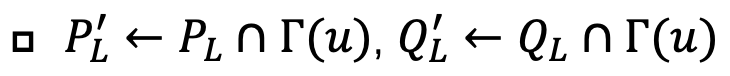 ▫ P′_L ← P_L ∩ Γ(u), Q′_L ← Q_L ∩ Γ(u)